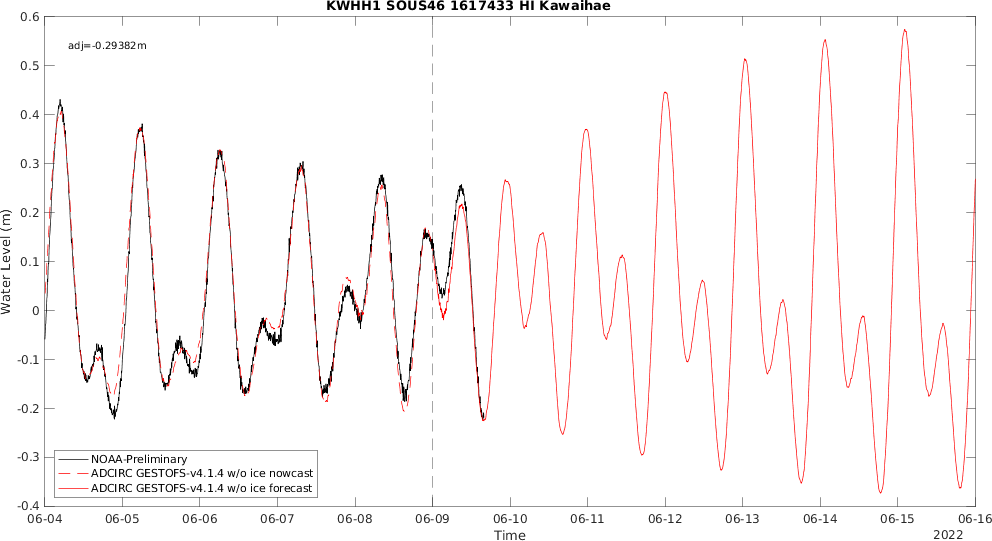 KWHH1 SOUS46 1617433 HI Kawaihae
adj=-0.29382m
0.6
0.5
0.4
0.3
0.2
0.1
0
-0.1
-0.2
-0.3
-0.4
Water Level (m)
NOAA-Preliminary
ADCIRC GESTOFS-v4.1.4 w/o ice nowcast
ADCIRC GESTOFS-v4.1.4 w/o ice forecast
06-04 06-05 06-06 06-07 06-08 06-09 06-10 06-11 06-12 06-13 06-14 06-15 06-16
Time
2022